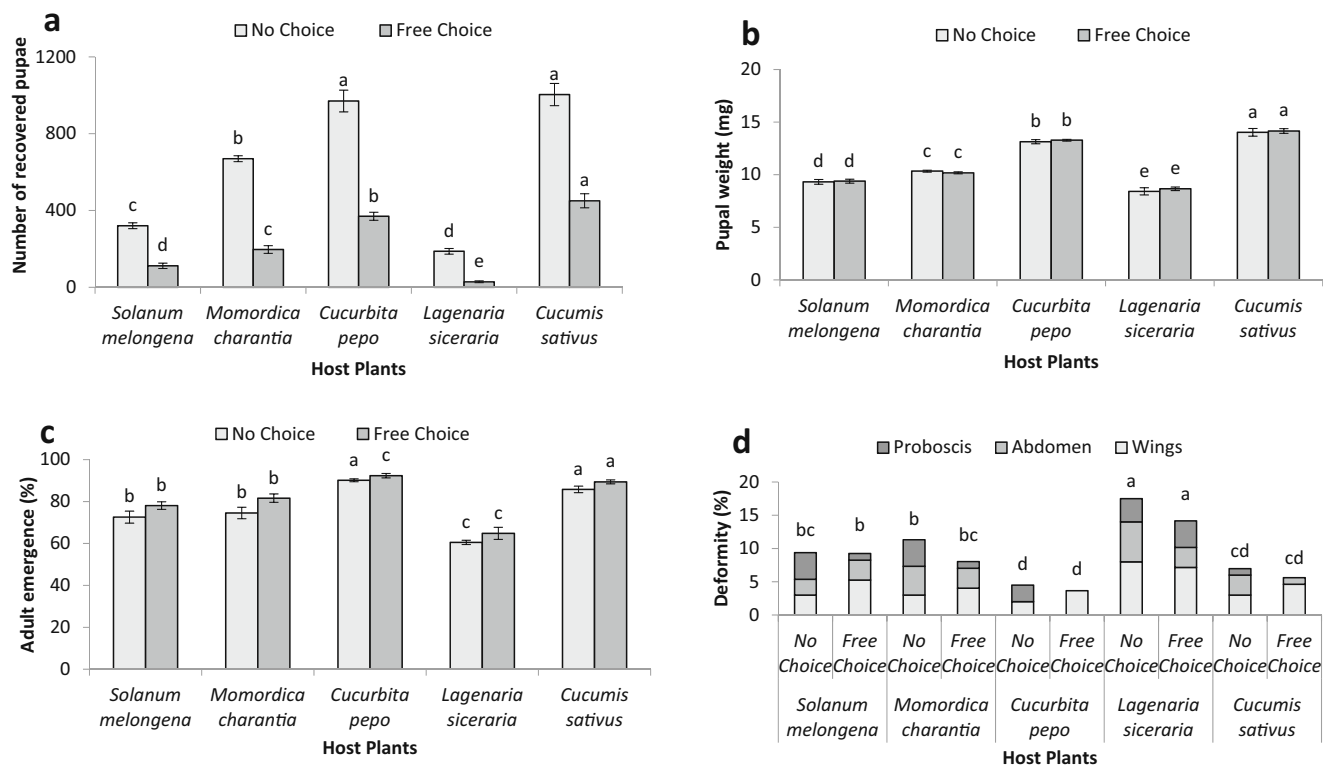 a
No Choice Free Choice
Number of recovered pupae
1200
800
400
0
a a
b
c b a
d c d e
Solanum Momordica Cucurbita Lagenaria Cucumis
melongena charantia pepo siceraria sativus
Host Plants
b
No Choice Free Choice
Pupal weight (mg)
20
15
10
5
0
d d c c b b e e a a
Solanum Momordica Cucurbita Lagenaria Cucumis
melongena charantia pepo siceraria sativus
Host Plants
c
No Choice Free Choice
Adult emergence (%)
100
80
60
40
20
0
b b b b a c c c a a
Solanum Momordica Cucurbita Lagenaria Cucumis
melongena charantia pepo siceraria sativus
Host Plants
d
Proboscis Abdomen Wings
Deformity (%)
20
15
10
5
0
bc b b bc d d a a cd cd
No Free No Free No Free No Free No Free
Choice Choice Choice Choice Choice Choice Choice Choice Choice Choice
Solanum Momordica Cucurbita Lagenaria Cucumis
melongena charantia pepo siceraria sativus
Host Plants